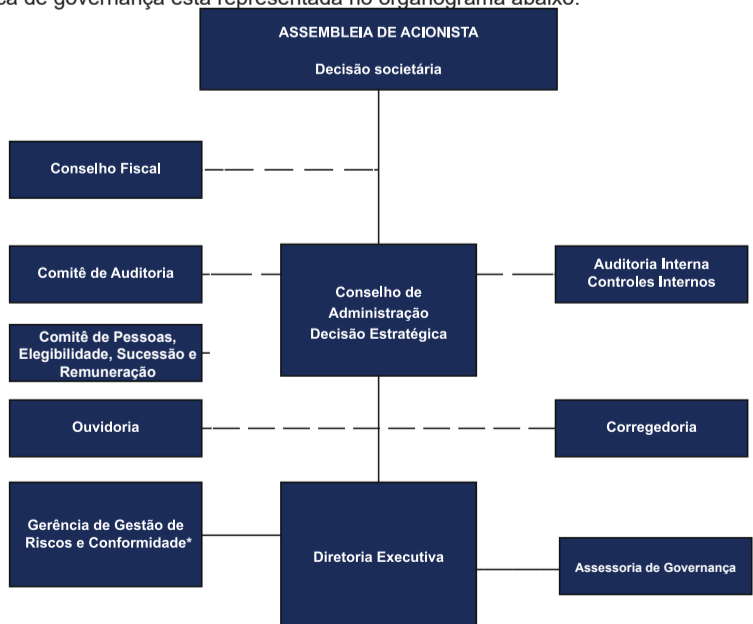 ca de governança está representada no organograma abaixo:
ASSEMBLEIA DE ACIONISTA
Decisão societária
Conselho Fiscal
Comitê de Auditoria
Conselho de
Administração
Decisão Estratégica
Auditoria Interna
Controles Internos
Comitê de Pessoas,
Elegibilidade, Sucessão e
Remuneração
Ouvidoria
Corregedoria
Gerência de Gestão de
Riscos e Conformidade*
Diretoria Executiva
Assessoria de Governança